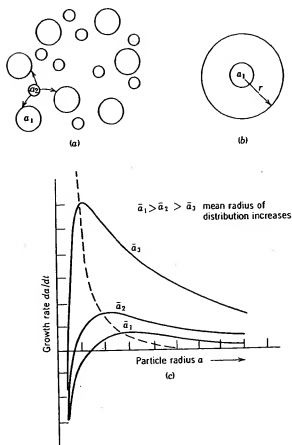 a₂
a₁
(a)
a₁
r
(b)
ā₁ > ā₂ > ā₃ mean radius of
distribution increases
ā₃
ā₂
ā₁
Growth rate da/dt
Particle radius a
(c)